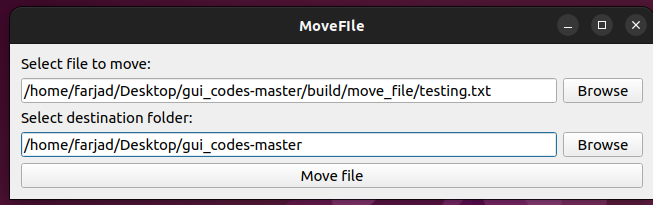 MoveFIle
Select file to move:
/home/farjad/Desktop/gui_codes-master/build/move_file/testing.txt Browse
Select destination folder:
/home/farjad/Desktop/gui_codes-master Browse
Move file